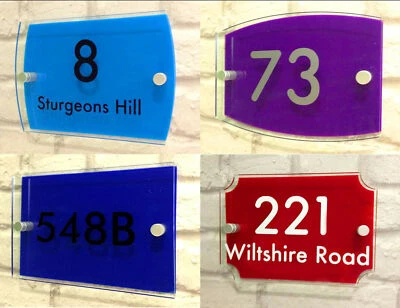 8
Sturgeons Hill
73
548B
221
Wiltshire Road